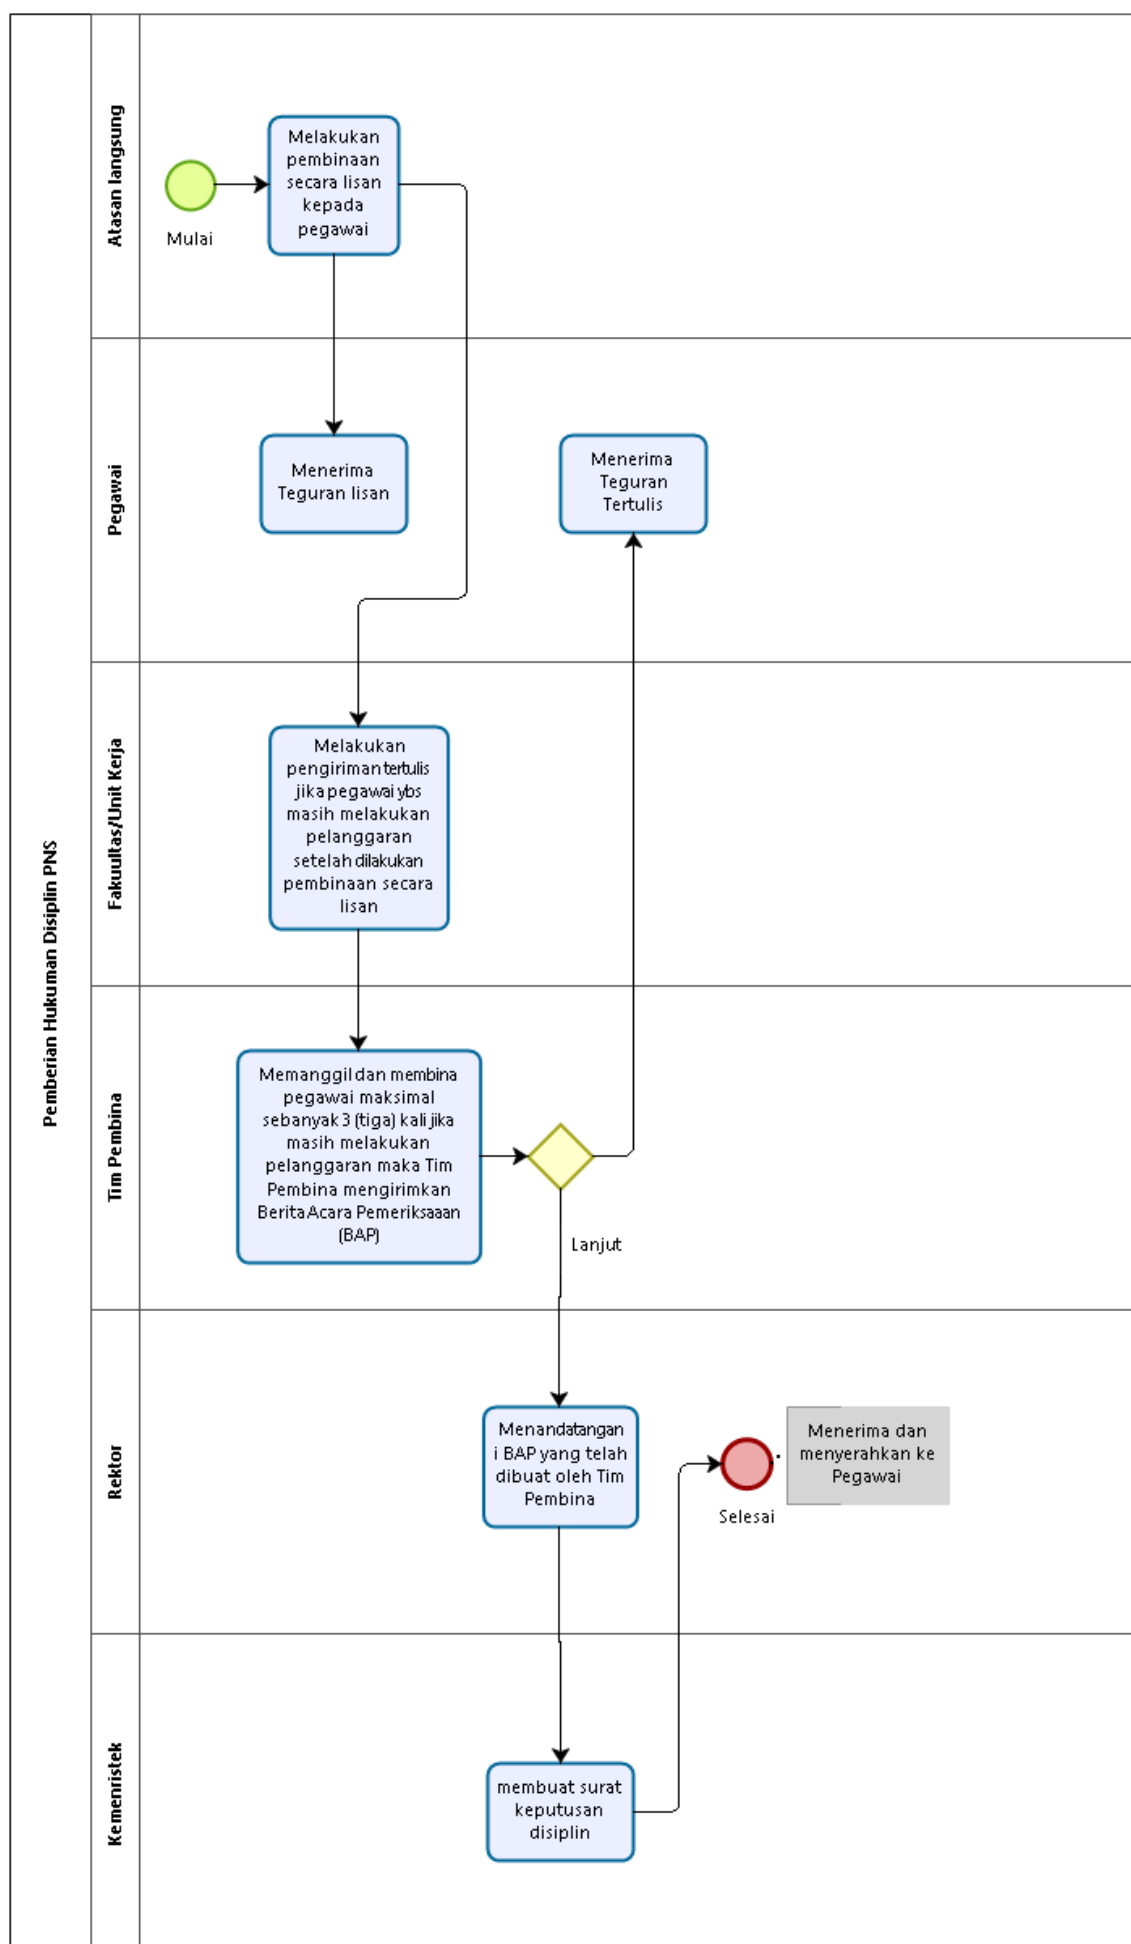 Pemberian Hukuman Disiplin PNS
Atasan langsung
Mulai
Melakukan
pembinaan
secara lisan
kepada
pegawai
Pegawai
Menerima
Teguran lisan
Menerima
Teguran
Tertulis
Fakuultas/Unit Kerja
Melakukan
pengiriman tertulis
jika pegawai ybs
masih melakukan
pelanggaran
setelah dilakukan
pembinaan secara
lisan
Tim Pembina
Memanggil dan membina
pegawai maksimal
sebanyak 3 (tiga) kali jika
masih melakukan
pelanggaran maka Tim
Pembina mengirimkan
Berita Acara Pemeriksaaan
(BAP)
Lanjut
Rektor
Menandatangan
i BAP yang telah
dibuat oleh Tim
Pembina
Selesai
Menerima dan
menyerahkan ke
Pegawai
Kemenristek
membuat surat
keputusan
disiplin